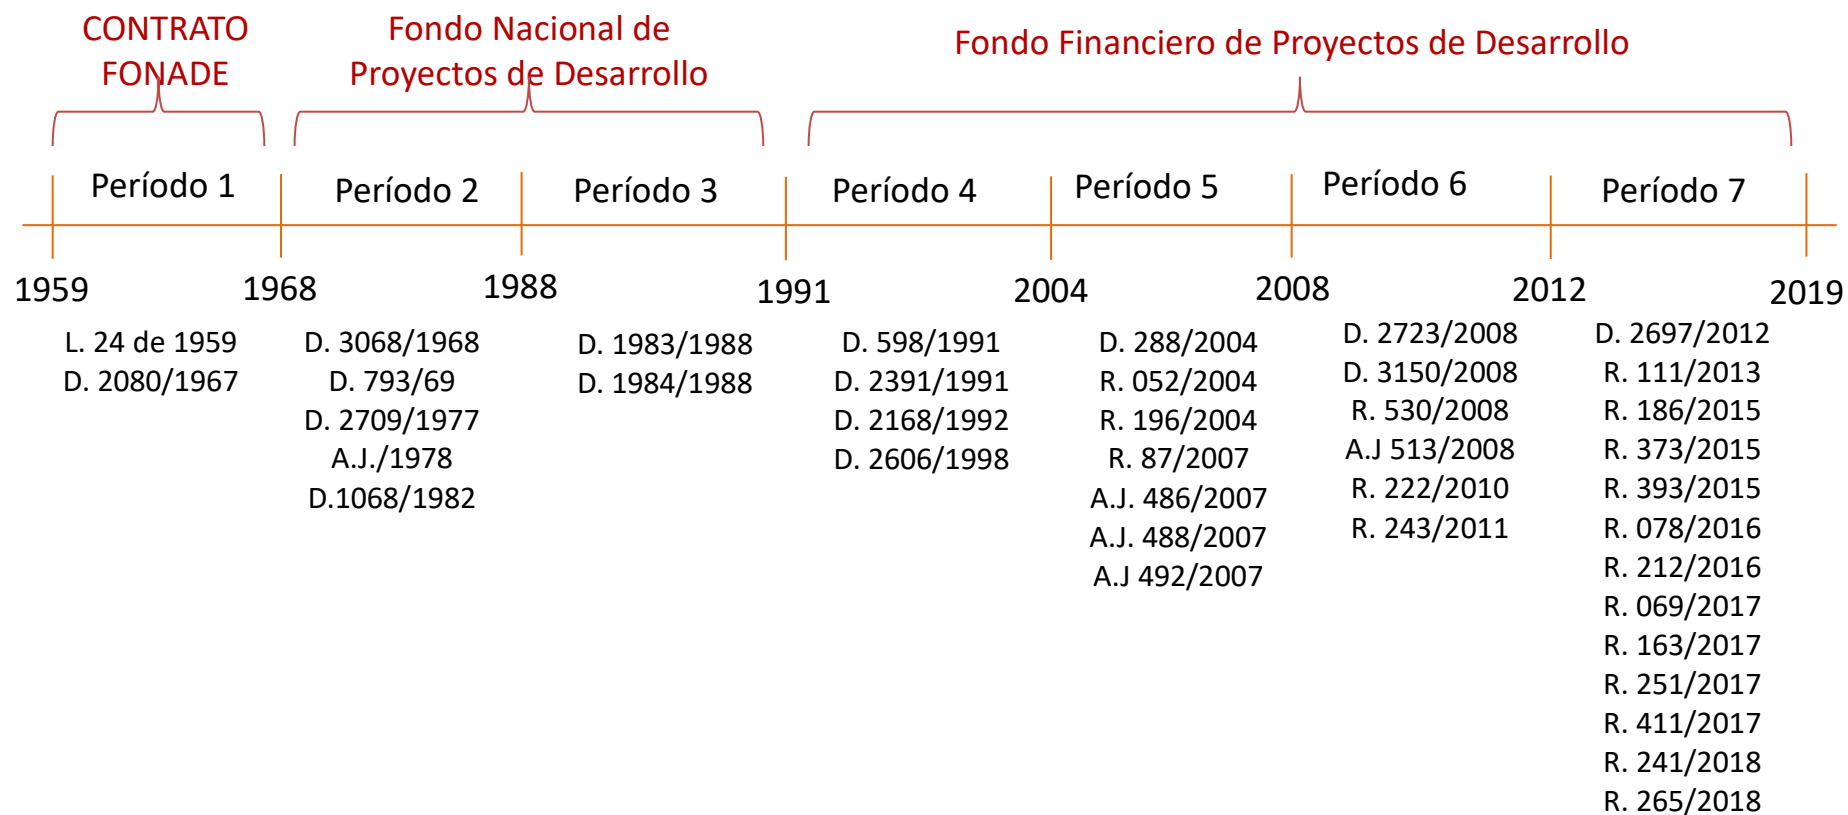 CONTRATO
FONADE
Fondo Nacional de
Proyectos de Desarrollo
Fondo Financiero de Proyectos de Desarrollo
Período 1
Período 2
Período 3
Período 4
Período 5
Período 6
Período 7
1959
1968
1988
1991
2004
2008
2012
2019
L. 24 de 1959
D. 2080/1967
D. 3068/1968
D. 793/69
D. 2709/1977
A.J./1978
D.1068/1982
D. 1983/1988
D. 1984/1988
D. 598/1991
D. 2391/1991
D. 2168/1992
D. 2606/1998
D. 288/2004
R. 052/2004
R. 196/2004
R. 87/2007
A.J. 486/2007
A.J. 488/2007
A.J 492/2007
D. 2723/2008
D. 3150/2008
R. 530/2008
A.J 513/2008
R. 222/2010
R. 243/2011
D. 2697/2012
R. 111/2013
R. 186/2015
R. 373/2015
R. 393/2015
R. 078/2016
R. 212/2016
R. 069/2017
R. 163/2017
R. 251/2017
R. 411/2017
R. 241/2018
R. 265/2018